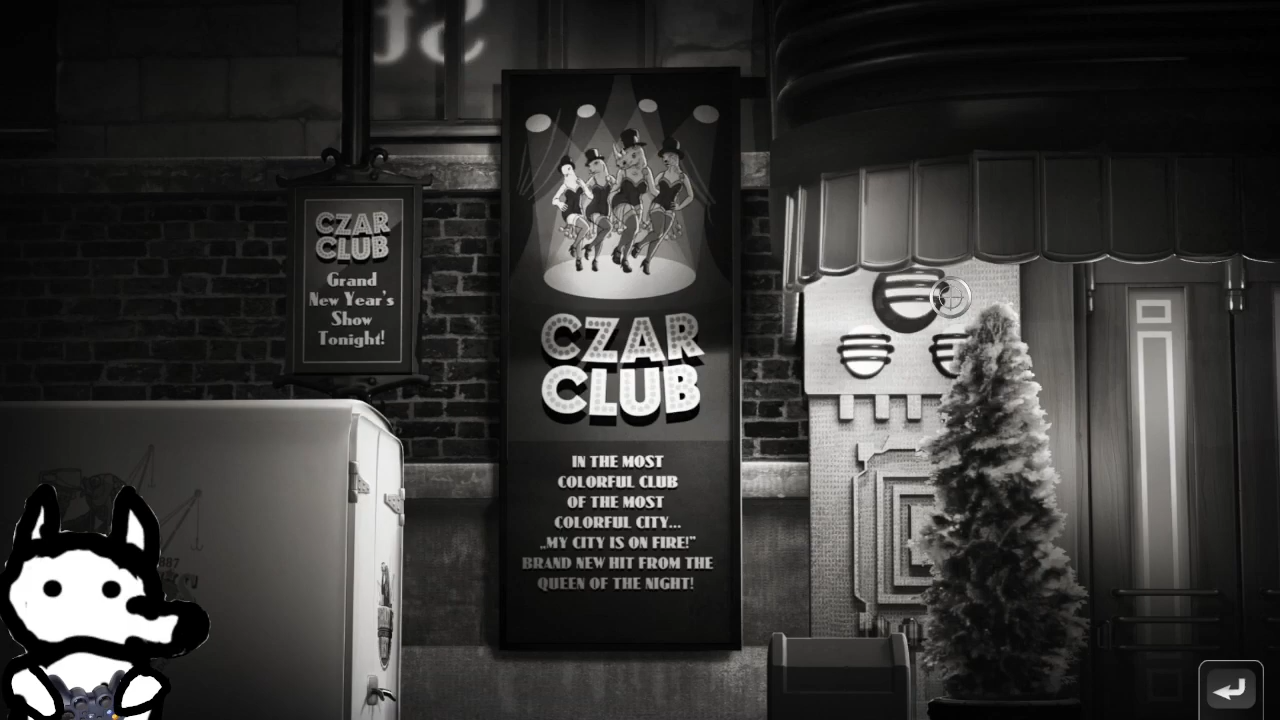 CZAR
CLUB
Grand
New Year's
Show
Tonight!
CZAR
CLUB
IN THE MOST
COLORFUL CLUB
OF THE MOST
COLORFUL CITY...
„MY CITY IS ON FIRE!"
BRAND NEW HIT FROM THE
QUEEN OF THE NIGHT!